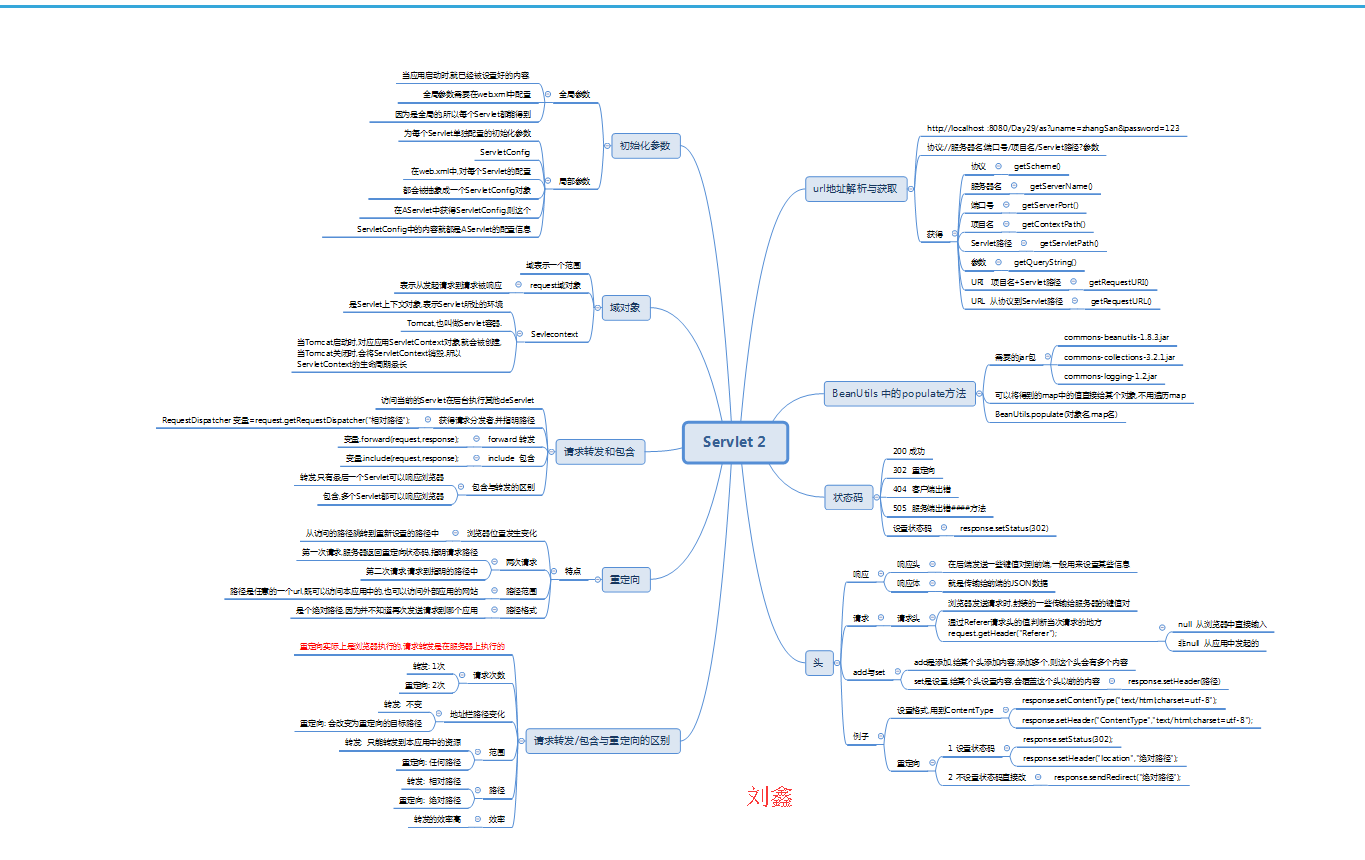 Servlet 2
初始化参数
全局参数
当应用启动时,就已经被设置好的内容
全局参数需要在web.xml中配置
因为是全局的,所以每个Servlet都能得到
局部参数
为每个Servlet单独配置的初始化参数
ServletConfig
在web.xml中,对每个Servlet的配置
都会被抽象成一个ServletConfig对象
在AServlet中获得ServletConfig,则这个
ServletConfig中的内容就都是AServlet的配置信息
域对象
域表示一个范围
request域对象
表示从发起请求到请求被响应
Sevlecontext
是Servlet上下文对象,表示Servlet所处的环境
Tomcat,也叫做Servlet容器.
当Tomcat启动时,对应应用ServletContext对象,就会被创建,
当Tomcat关闭时,会将ServletContext销毁,所以
ServletContext的生命周期最长
请求转发和包含
访问当前的Servlet在后台执行其他deServlet
获得请求分发者,并指明路径
RequestDispatcher 变量=request.getRequestDispatcher("相对路径");
forward 转发
变量.forward(request,response);
include 包含
变量.include(request,response);
包含与转发的区别
转发,只有最后一个Servlet可以响应浏览器
包含,多个Servlet都可以响应浏览器
重定向
特点
浏览器位置发生变化
从访问的路径跳转到重新设置的路径中
两次请求
第一次请求,服务器返回重定向状态码,指明请求路径
第二次请求,请求到指明的路径中
路径范围
路径是任意的一个url,既可以访问本应用中的,也可以访问外部应用的网站
路径格式
是个绝对路径,因为并不知道再次发送请求到哪个应用
请求转发/包含与重定向的区别
重定向实际上是浏览器执行的,请求转发是在服务器上执行的
请求次数
转发: 1次
重定向: 2次
地址栏路径变化
转发: 不变
重定向: 会改变为重定向的目标路径
范围
转发: 只能转发到本应用中的资源
重定向: 任何路径
路径
转发: 相对路径
重定向: 绝对路径
效率
转发的效率高
url地址解析与获取
http://localhost :8080/Day29/as?uname=zhangSan&password=123
协议//服务器名:端口号/项目名/Servlet路径?参数
获得
协议 getScheme()
服务器名 getServerName()
端口号 getServerPort()
项目名 getContextPath()
Servlet路径 getServletPath()
参数 getQueryString()
URI 项目名+Servlet路径 getRequestURI()
URL 从协议到Servlet路径 getRequestURL()
BeanUtils 中的populate方法
需要的jar包
commons-beanutils-1.8.3.jar
commons-collections-3.2.1.jar
commons-logging-1.2.jar
可以将得到的map中的值直接给某个对象,不用遍历map
BeanUtils.populate(对象名,map名)
状态码
200 成功
302 重定向
404 客户端出错
505 服务端出错####方法
设置状态码 response.setStatus(302)
头
响应
响应头 在后端发送一些键值对到前端,一般用来设置某些信息
响应体 就是传输给前端的JSON数据
请求
请求头
浏览器发送请求时,封装的一些传输给服务器的键值对
通过Referer请求头的值,判断当次请求的地方
request.getHeader("Referer");
null 从浏览器中直接输入
非null 从应用中发起的
add与set
add是添加,给某个头添加内容,添加多个,则这个头会有多个内容
set是设置,给某个头设置内容,会覆盖这个头以前的内容 response.setHeader(路径)
例子
设置格式,用到ContentType
response.setContentType("text/html;charset=utf-8");
response.setHeader("ContentType","text/html;charset=utf-8");
重定向
1 设置状态码
response.setStatus(302);
response.setHeader("location","绝对路径");
2 不设置状态码直接改 response.sendRedirect("绝对路径");
刘鑫